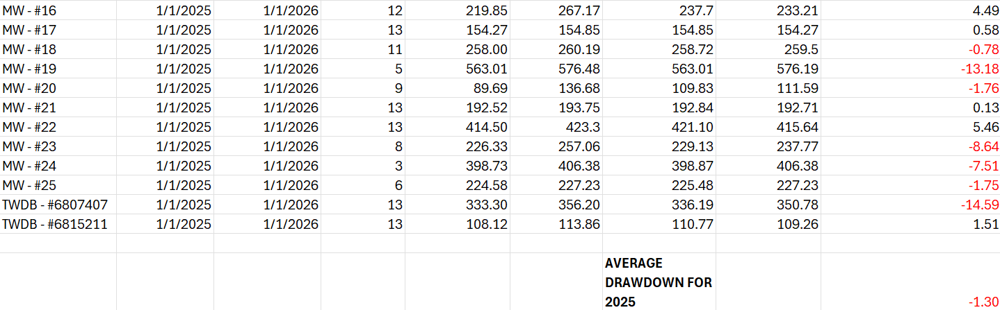 MW - #16 1/1/2025 1/1/2026 12 219.85 267.17 237.7 233.21 4.49
MW - #17 1/1/2025 1/1/2026 13 154.27 154.85 154.85 154.27 0.58
MW - #18 1/1/2025 1/1/2026 11 258.00 260.19 258.72 259.5 -0.78
MW - #19 1/1/2025 1/1/2026 5 563.01 576.48 563.01 576.19 -13.18
MW - #20 1/1/2025 1/1/2026 9 89.69 136.68 109.83 111.59 -1.76
MW - #21 1/1/2025 1/1/2026 13 192.52 193.75 192.84 192.71 0.13
MW - #22 1/1/2025 1/1/2026 13 414.50 423.3 421.10 415.64 5.46
MW - #23 1/1/2025 1/1/2026 8 226.33 257.06 229.13 237.77 -8.64
MW - #24 1/1/2025 1/1/2026 3 398.73 406.38 398.87 406.38 -7.51
MW - #25 1/1/2025 1/1/2026 6 224.58 227.23 225.48 227.23 -1.75
TWDB - #6807407 1/1/2025 1/1/2026 13 333.30 356.20 336.19 350.78 -14.59
TWDB - #6815211 1/1/2025 1/1/2026 13 108.12 113.86 110.77 109.26 1.51
AVERAGE
DRAWDOWN FOR
2025 -1.30